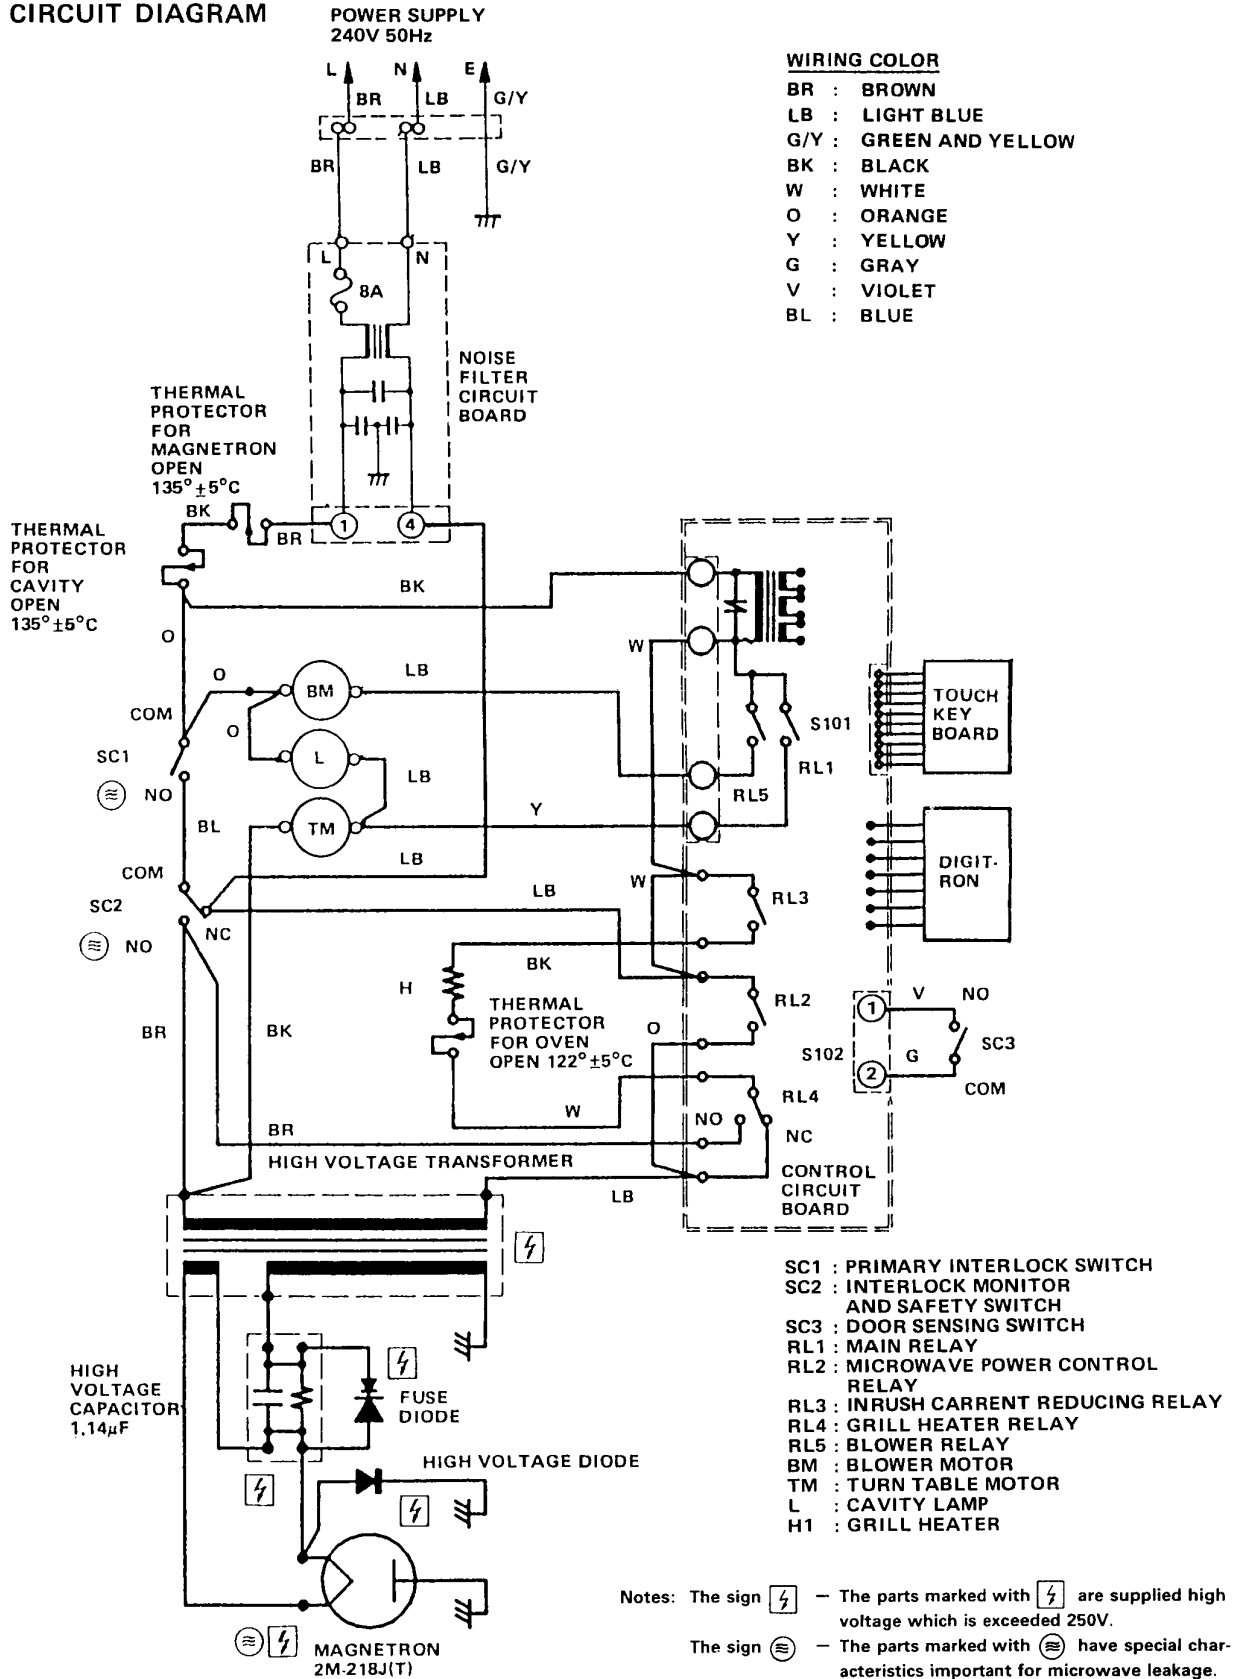 CIRCUIT DIAGRAM
POWER SUPPLY
240V 50Hz
L
N
E
BR
LB
G/Y
BR
LB
G/Y
WIRING COLOR
BR : BROWN
LB : LIGHT BLUE
G/Y : GREEN AND YELLOW
BK : BLACK
W : WHITE
O : ORANGE
Y : YELLOW
G : GRAY
V : VIOLET
BL : BLUE
L
N
8A
NOISE
FILTER
CIRCUIT
BOARD
THERMAL
PROTECTOR
FOR
MAGNETRON
OPEN
135°±5°C
BK
BR
1
4
THERMAL
PROTECTOR
FOR
CAVITY
OPEN
135°±5°C
BK
O
W
O
BM
LB
COM
O
SC1
L
LB
NO
BL
TM
Y
LB
S101
RL1
RL5
TOUCH
KEY
BOARD
COM
SC2
NC
NO
LB
W
RL3
DIGIT-
RON
BK
H
THERMAL
PROTECTOR
FOR OVEN
OPEN 122°±5°C
BR
BK
O
RL2
S102
1
2
V
NO
G
SC3
COM
W
RL4
NO
NC
BR
HIGH VOLTAGE TRANSFORMER
LB
CONTROL
CIRCUIT
BOARD
SC1 : PRIMARY INTERLOCK SWITCH
SC2 : INTERLOCK MONITOR
AND SAFETY SWITCH
SC3 : DOOR SENSING SWITCH
RL1 : MAIN RELAY
RL2 : MICROWAVE POWER CONTROL
RELAY
RL3 : INRUSH CARRENT REDUCING RELAY
RL4 : GRILL HEATER RELAY
RL5 : BLOWER RELAY
BM : BLOWER MOTOR
TM : TURN TABLE MOTOR
L : CAVITY LAMP
H1 : GRILL HEATER
HIGH
VOLTAGE
CAPACITOR
1.14µF
FUSE
DIODE
HIGH VOLTAGE DIODE
MAGNETRON
2M-218J(T)
Notes: The sign – The parts marked with are supplied high
voltage which is exceeded 250V.
The sign – The parts marked with have special char-
acteristics important for microwave leakage.